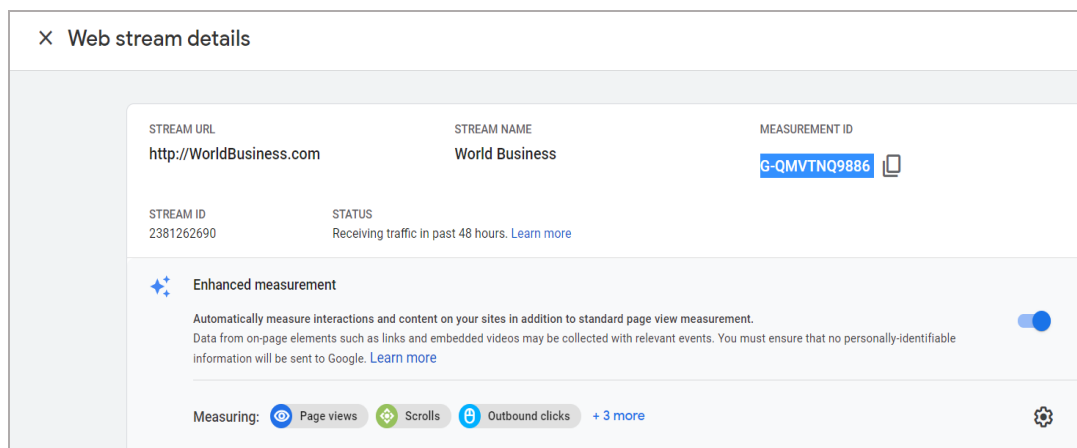 Web stream details
STREAM URL
STREAM NAME
MEASUREMENT ID
http://WorldBusiness.com
World Business
G-QMVTNQ9886
STREAM ID
STATUS
2381262690
Receiving traffic in past 48 hours. Learn more
Enhanced measurement
Automatically measure interactions and content on your sites in addition to standard page view measurement.
Data from on-page elements such as links and embedded videos may be collected with relevant events. You must ensure that no personally-identifiable
information will be sent to Google. Learn more
Measuring: Page views Scrolls Outbound clicks + 3 more